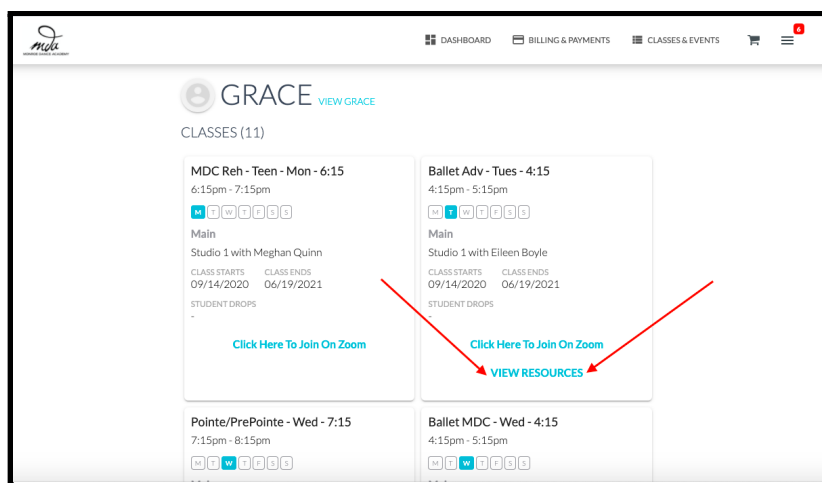 mda
DASHBOARD BILLING & PAYMENTS CLASSES & EVENTS 6
GRACE VIEW GRACE
CLASSES (11)
MDC Reh - Teen - Mon - 6:15
6:15pm - 7:15pm
M T W T F S S
Main
Studio 1 with Meghan Quinn
CLASS STARTS CLASS ENDS
09/14/2020 06/19/2021
STUDENT DROPS
-
Click Here To Join On Zoom
Ballet Adv - Tues - 4:15
4:15pm - 5:15pm
M T W T F S S
Main
Studio 1 with Eileen Boyle
CLASS STARTS CLASS ENDS
09/14/2020 06/19/2021
STUDENT DROPS
-
Click Here To Join On Zoom
VIEW RESOURCES
Pointe/PrePointe - Wed - 7:15
7:15pm - 8:15pm
M T W T F S S
Ballet MDC - Wed - 4:15
4:15pm - 5:15pm
M T W T F S S